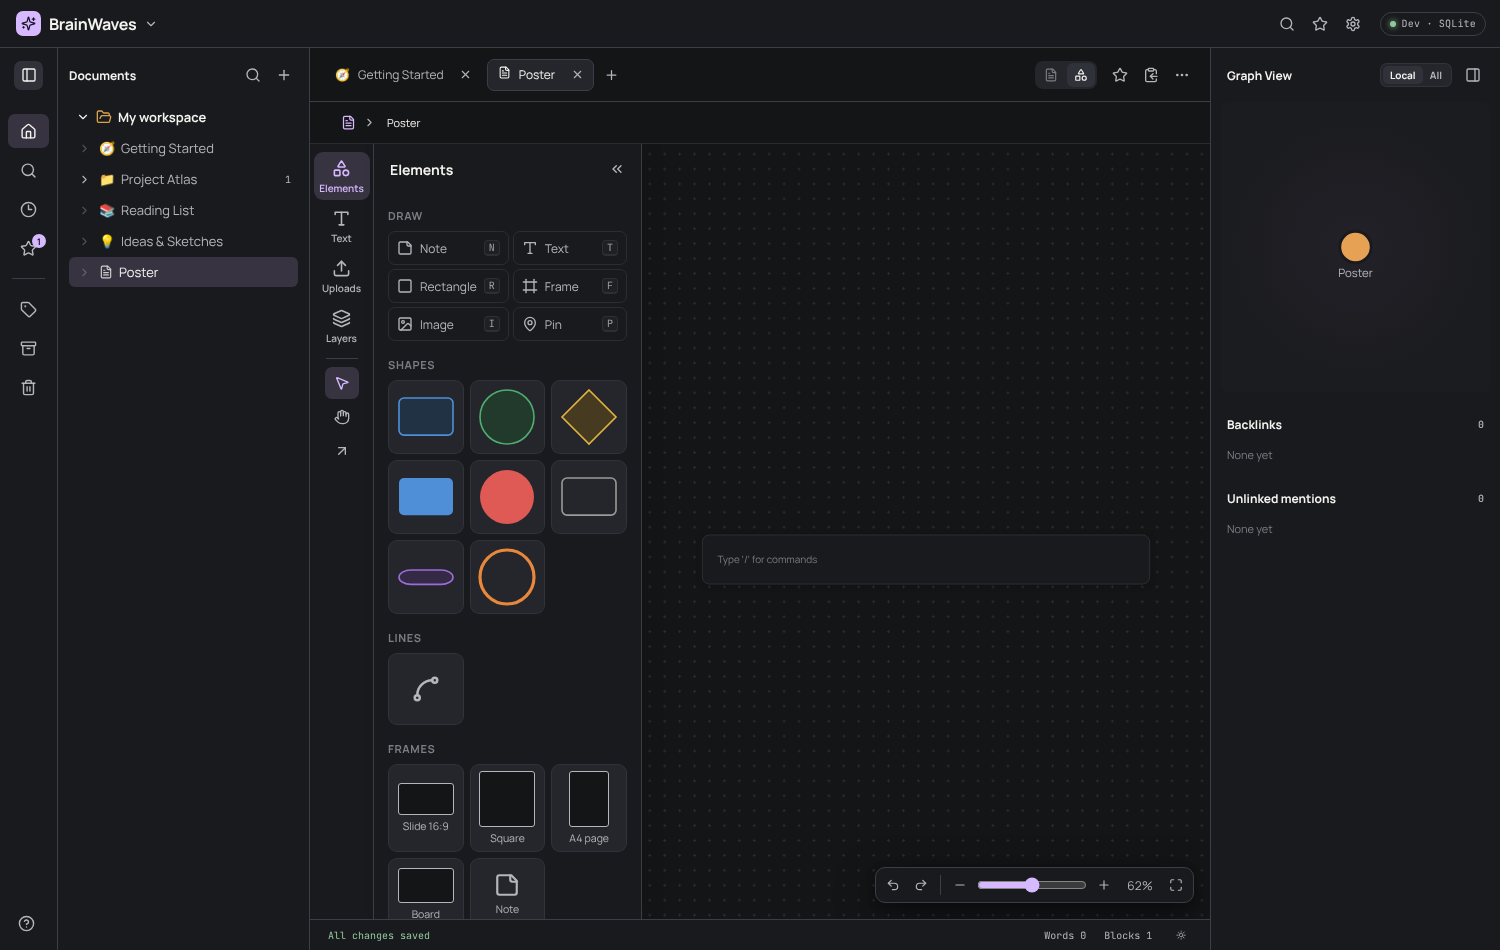 BrainWaves
Dev · SQLite
Documents
My workspace
Getting Started
Project Atlas 1
Reading List
Ideas & Sketches
Poster
1
Getting Started
Poster
Poster
Elements
Text
Uploads
Layers
Elements
DRAW
Note N
Text T
Rectangle R
Frame F
Image I
Pin P
SHAPES
LINES
FRAMES
Slide 16:9
Square
A4 page
Board
Note
Type '/' for commands
62%
All changes saved
Words 0 Blocks 1
Graph View
Local All
Poster
Backlinks 0
None yet
Unlinked mentions 0
None yet